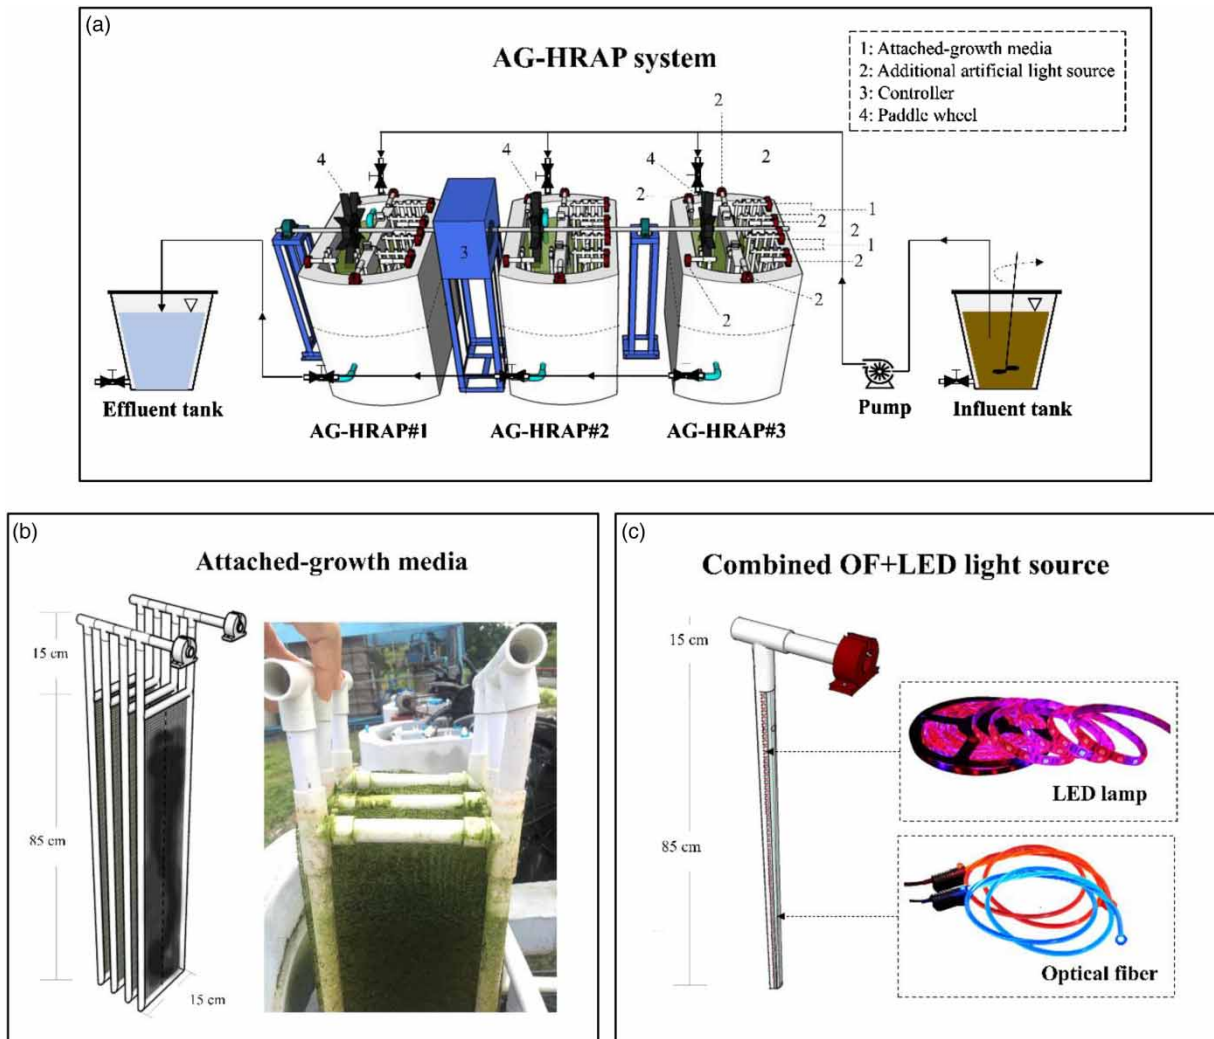 (a)
AG-HRAP system
1: Attached-growth media
2: Additional artificial light source
3: Controller
4: Paddle wheel
2
4
4
4
2
2
1
2
2
1
3
2
2
2
Effluent tank
AG-HRAP#1
AG-HRAP#2
AG-HRAP#3
Pump
Influent tank
(b)
Attached-growth media
15 cm
85 cm
15 cm
(c)
Combined OF+LED light source
15 cm
85 cm
LED lamp
Optical fiber